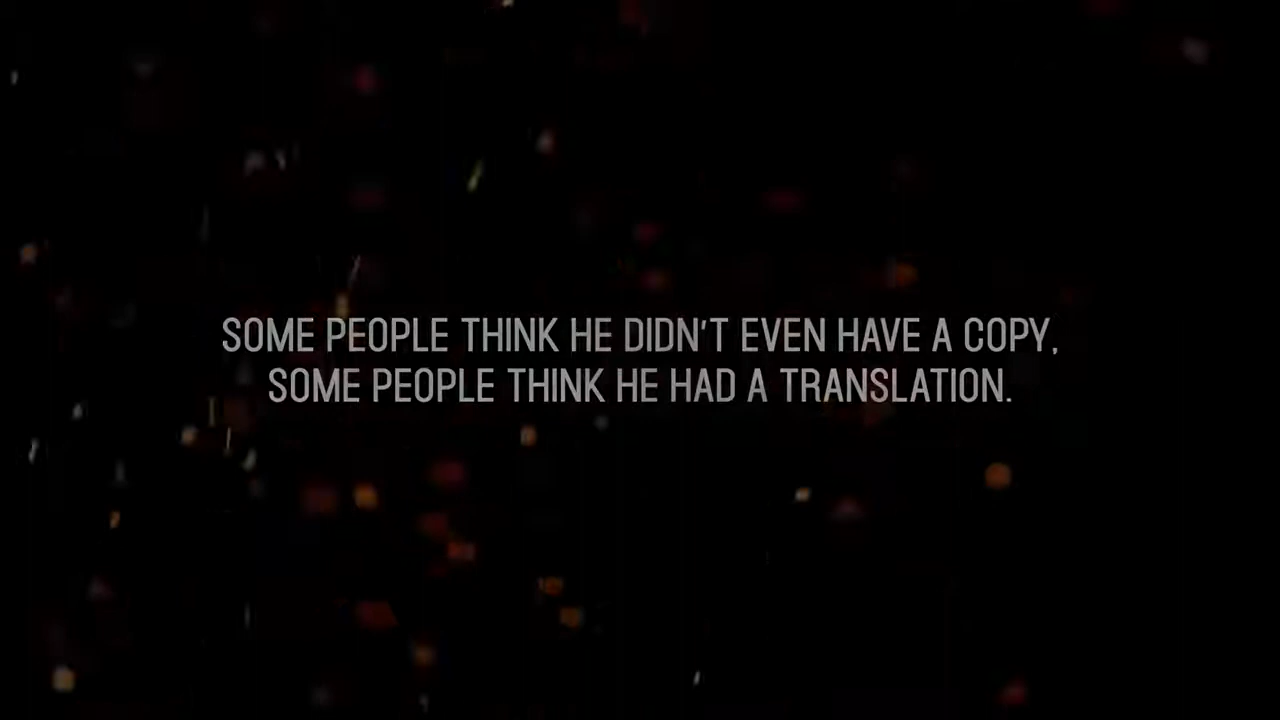 SOME PEOPLE THINK HE DIDN'T EVEN HAVE A COPY,
SOME PEOPLE THINK HE HAD A TRANSLATION.